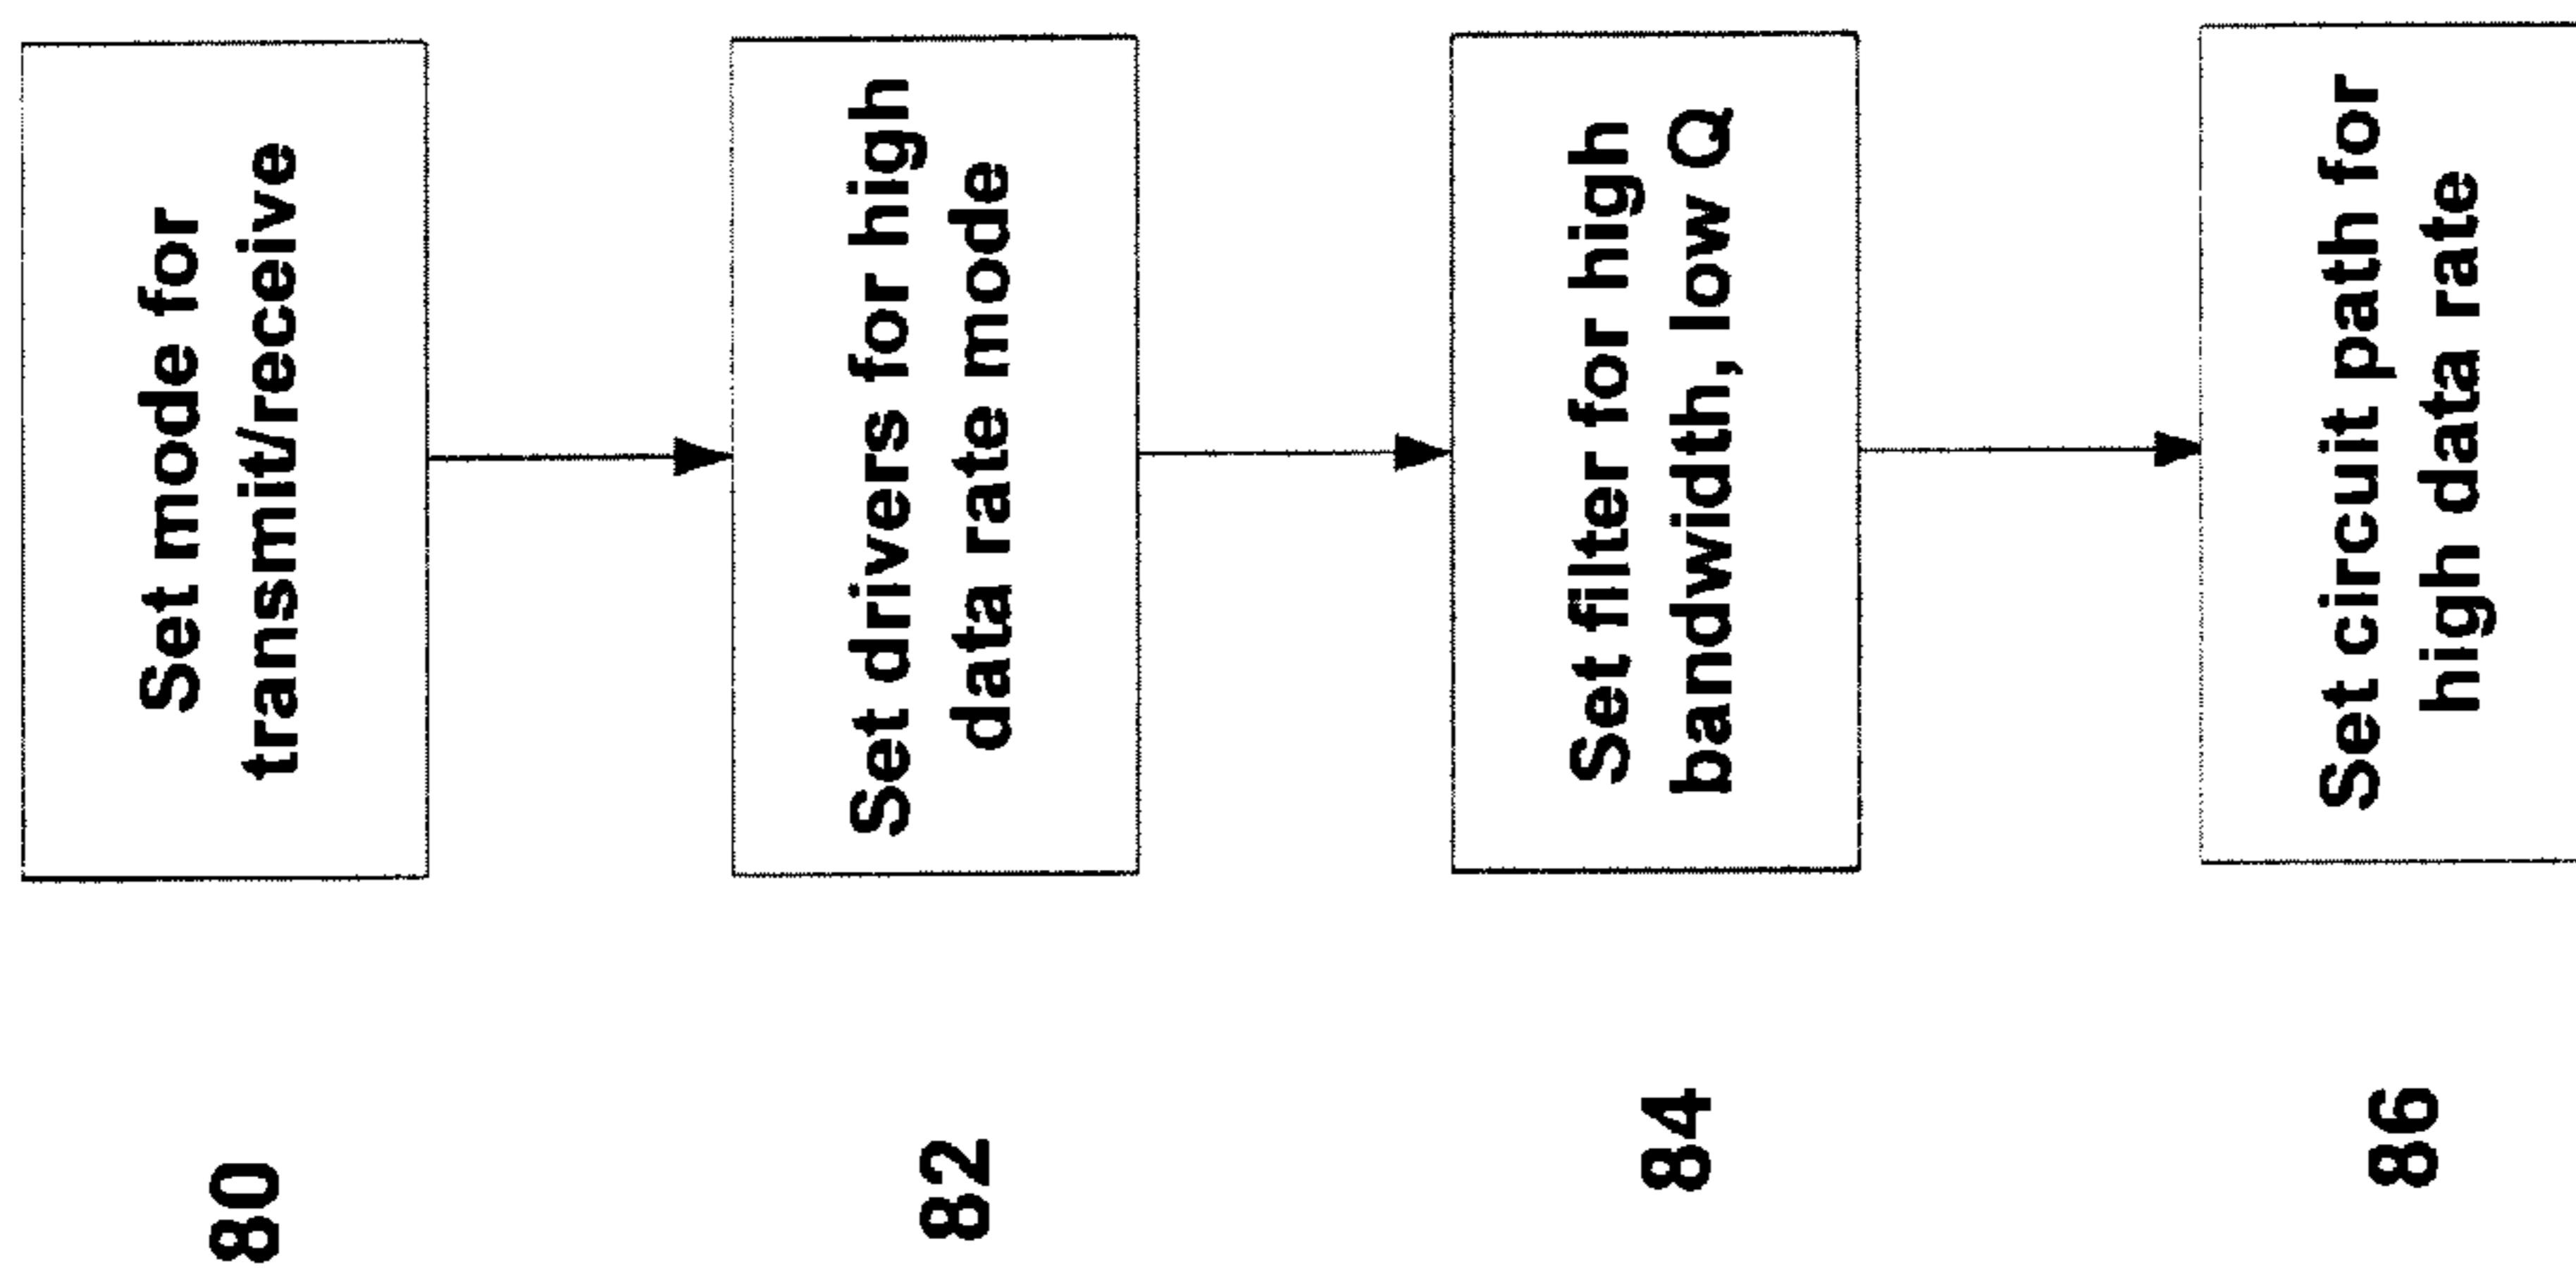 80
Set mode for
transmit/receive
82
Set drivers for high
data rate mode
84
Set filter for high
bandwidth, low Q
86
Set circuit path for
high data rate